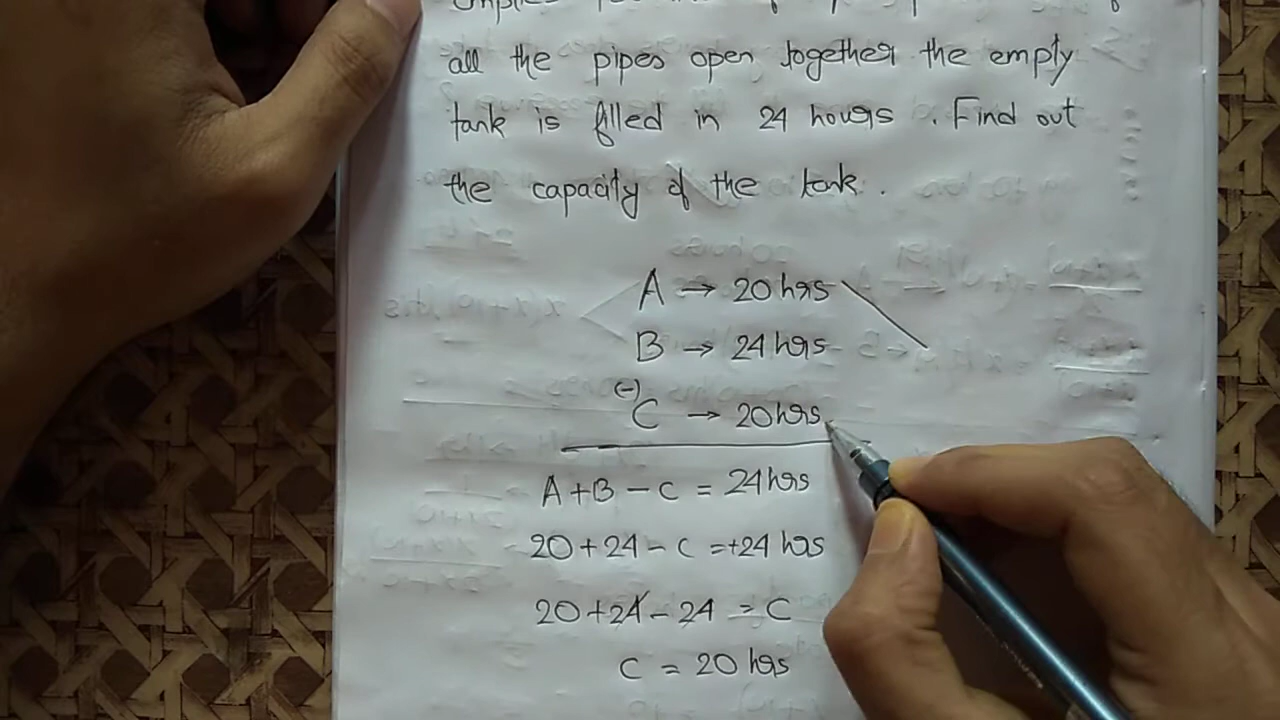 all the pipes open together the empty
tank is filled in 24 hours . Find out
the capacity of the tank .
A → 20 hrs
B → 24 hrs
(-)
C → 20 hrs
A + B - C = 24 hrs
20 + 24 - C = +24 hrs
20 + 24 - 24 = C
C = 20 hrs